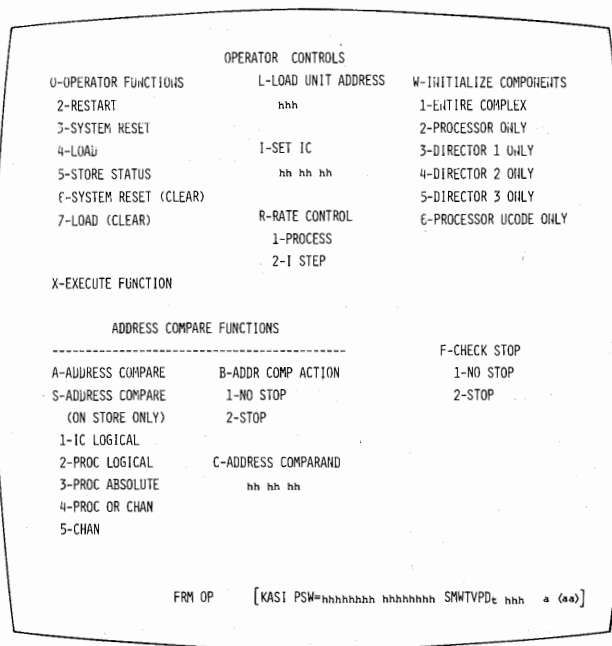 OPERATOR CONTROLS
O-OPERATOR FUNCTIONS L-LOAD UNIT ADDRESS W-INITIALIZE COMPONENTS
2-RESTART hhh 1-ENTIRE COMPLEX
3-SYSTEM RESET 2-PROCESSOR ONLY
4-LOAD I-SET IC 3-DIRECTOR 1 ONLY
5-STORE STATUS hh hh hh 4-DIRECTOR 2 ONLY
6-SYSTEM RESET (CLEAR) 5-DIRECTOR 3 ONLY
7-LOAD (CLEAR) R-RATE CONTROL 6-PROCESSOR UCODE ONLY
1-PROCESS
2-I STEP
X-EXECUTE FUNCTION
ADDRESS COMPARE FUNCTIONS
--------------------------------------------
F-CHECK STOP
A-ADDRESS COMPARE B-ADDR COMP ACTION 1-NO STOP
S-ADDRESS COMPARE 1-NO STOP 2-STOP
(ON STORE ONLY) 2-STOP
1-IC LOGICAL
2-PROC LOGICAL C-ADDRESS COMPARAND
3-PROC ABSOLUTE hh hh hh
4-PROC OR CHAN
5-CHAN
FRM OP [KASI PSW=hhhhhhhh hhhhhhhh SMWTVPDt hhh a (aa)]